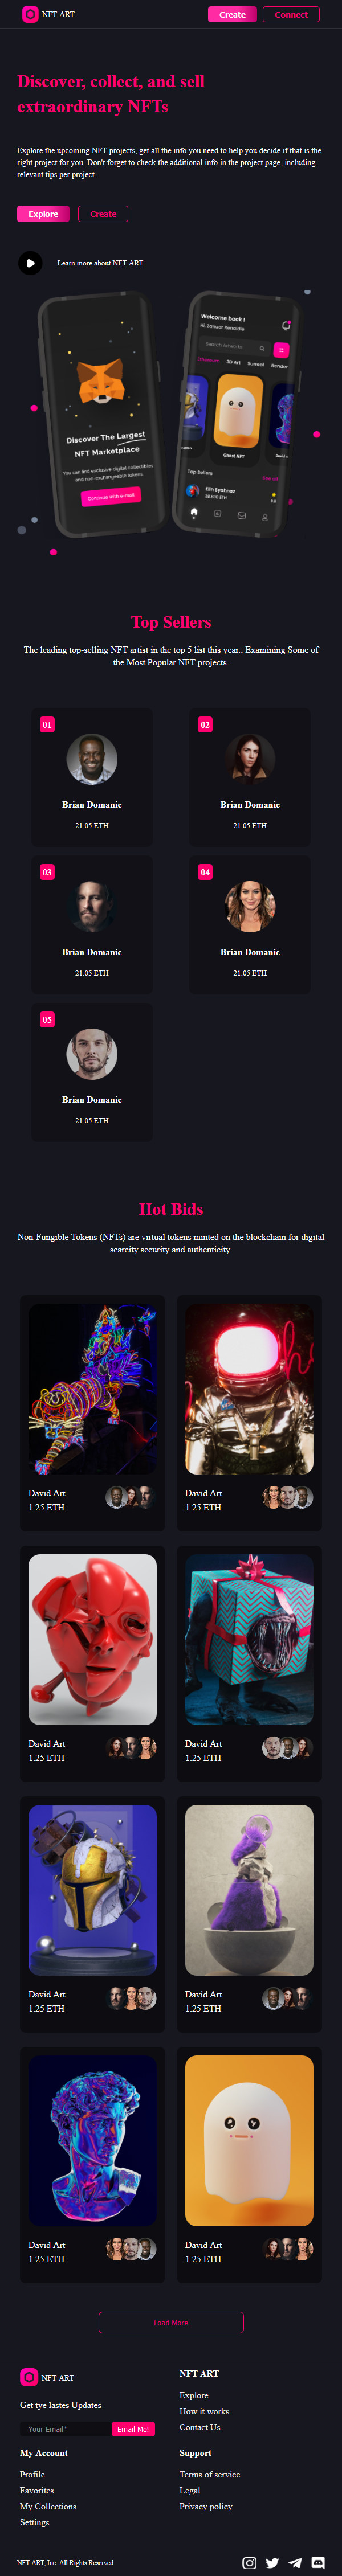 NFT ART
Create
Connect
Discover, collect, and sell
extraordinary NFTs
Explore the upcoming NFT projects, get all the info you need to help you decide if that is the
right project for you. Don't forget to check the additional info in the project page, including
relevant tips per project.
Explore
Create
Learn more about NFT ART
Discover The Largest
NFT Marketplace
You can find exclusive digital collectibles
and non-exchangeable tokens.
Continue with e-mail
Welcome back !
Search Artworks
3D Art
Surreal
Render
Ghost NFT
Top Sellers
See all
Top Sellers
The leading top-selling NFT artist in the top 5 list this year.: Examining Some of
the Most Popular NFT projects.
01
Brian Domanic
21.05 ETH
02
Brian Domanic
21.05 ETH
03
Brian Domanic
21.05 ETH
04
Brian Domanic
21.05 ETH
05
Brian Domanic
21.05 ETH
Hot Bids
Non-Fungible Tokens (NFTs) are virtual tokens minted on the blockchain for digital
scarcity security and authenticity.
David Art
1.25 ETH
David Art
1.25 ETH
David Art
1.25 ETH
David Art
1.25 ETH
David Art
1.25 ETH
David Art
1.25 ETH
David Art
1.25 ETH
David Art
1.25 ETH
Load More
NFT ART
Get tye lastes Updates
Your Email*
Email Me!
NFT ART
Explore
How it works
Contact Us
My Account
Profile
Favorites
My Collections
Settings
Support
Terms of service
Legal
Privacy policy
NFT ART, Inc. All Rights Reserved